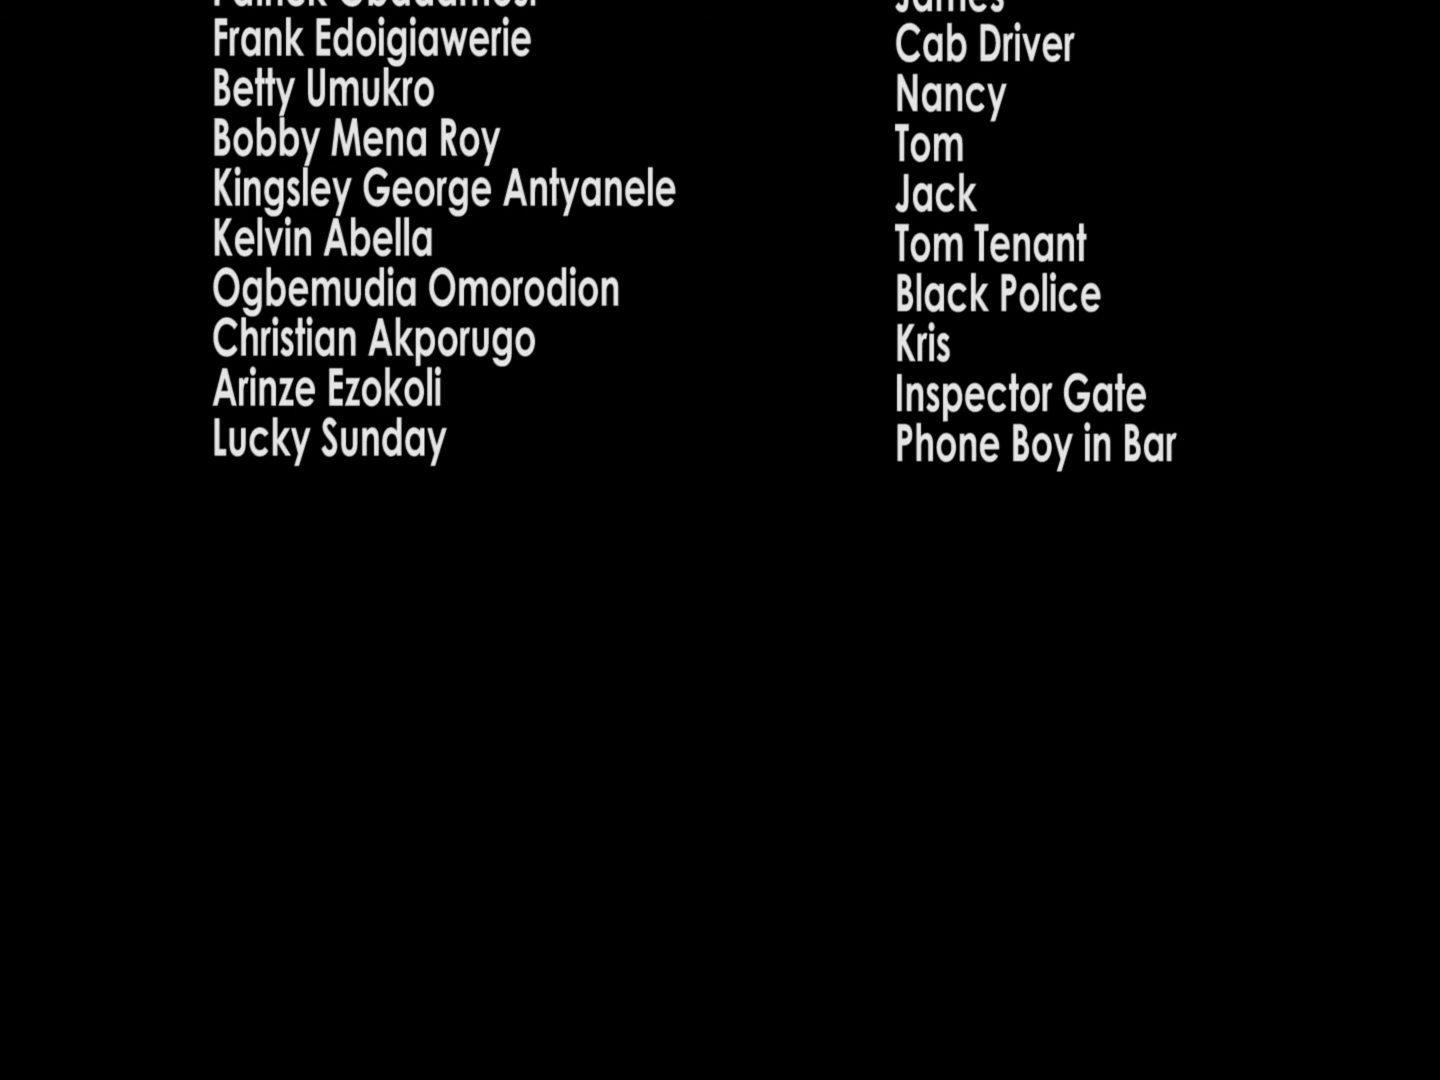 Frank Edoigiawerie Cab Driver
Betty Umukro Nancy
Bobby Mena Roy Tom
Kingsley George Antyanele Jack
Kelvin Abella Tom Tenant
Ogbemudia Omorodion Black Police
Christian Akporugo Kris
Arinze Ezokoli Inspector Gate
Lucky Sunday Phone Boy in Bar